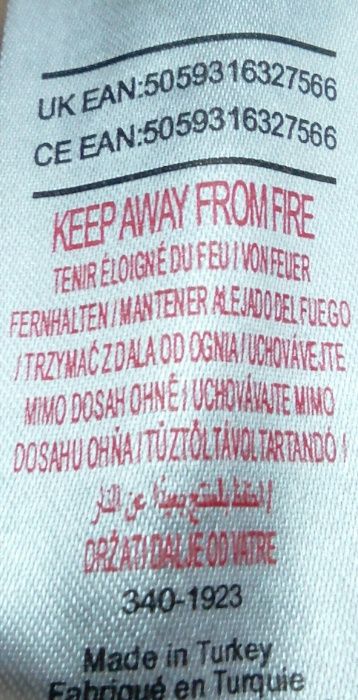 UK EAN:5059316327566
CE EAN:5059316327566
KEEP AWAY FROM FIRE
TENIR ÉLOIGNÉ DU FEU / VON FEUER
FERNHALTEN / MANTENER ALEJADO DEL FUEGO
/ TRZYMAĆ Z DALA OD OGNIA / UCHOVÁVEJTE
MIMO DOSAH OHNĚ / UCHOVÁVAJTE MIMO
DOSAHU OHŇA / TŰZTŐL TÁVOL TARTANDÓ /
عن النار
DRŽATI DALJE OD VATRE
340-1923
Made in Turkey
Fabriqué en Turquie